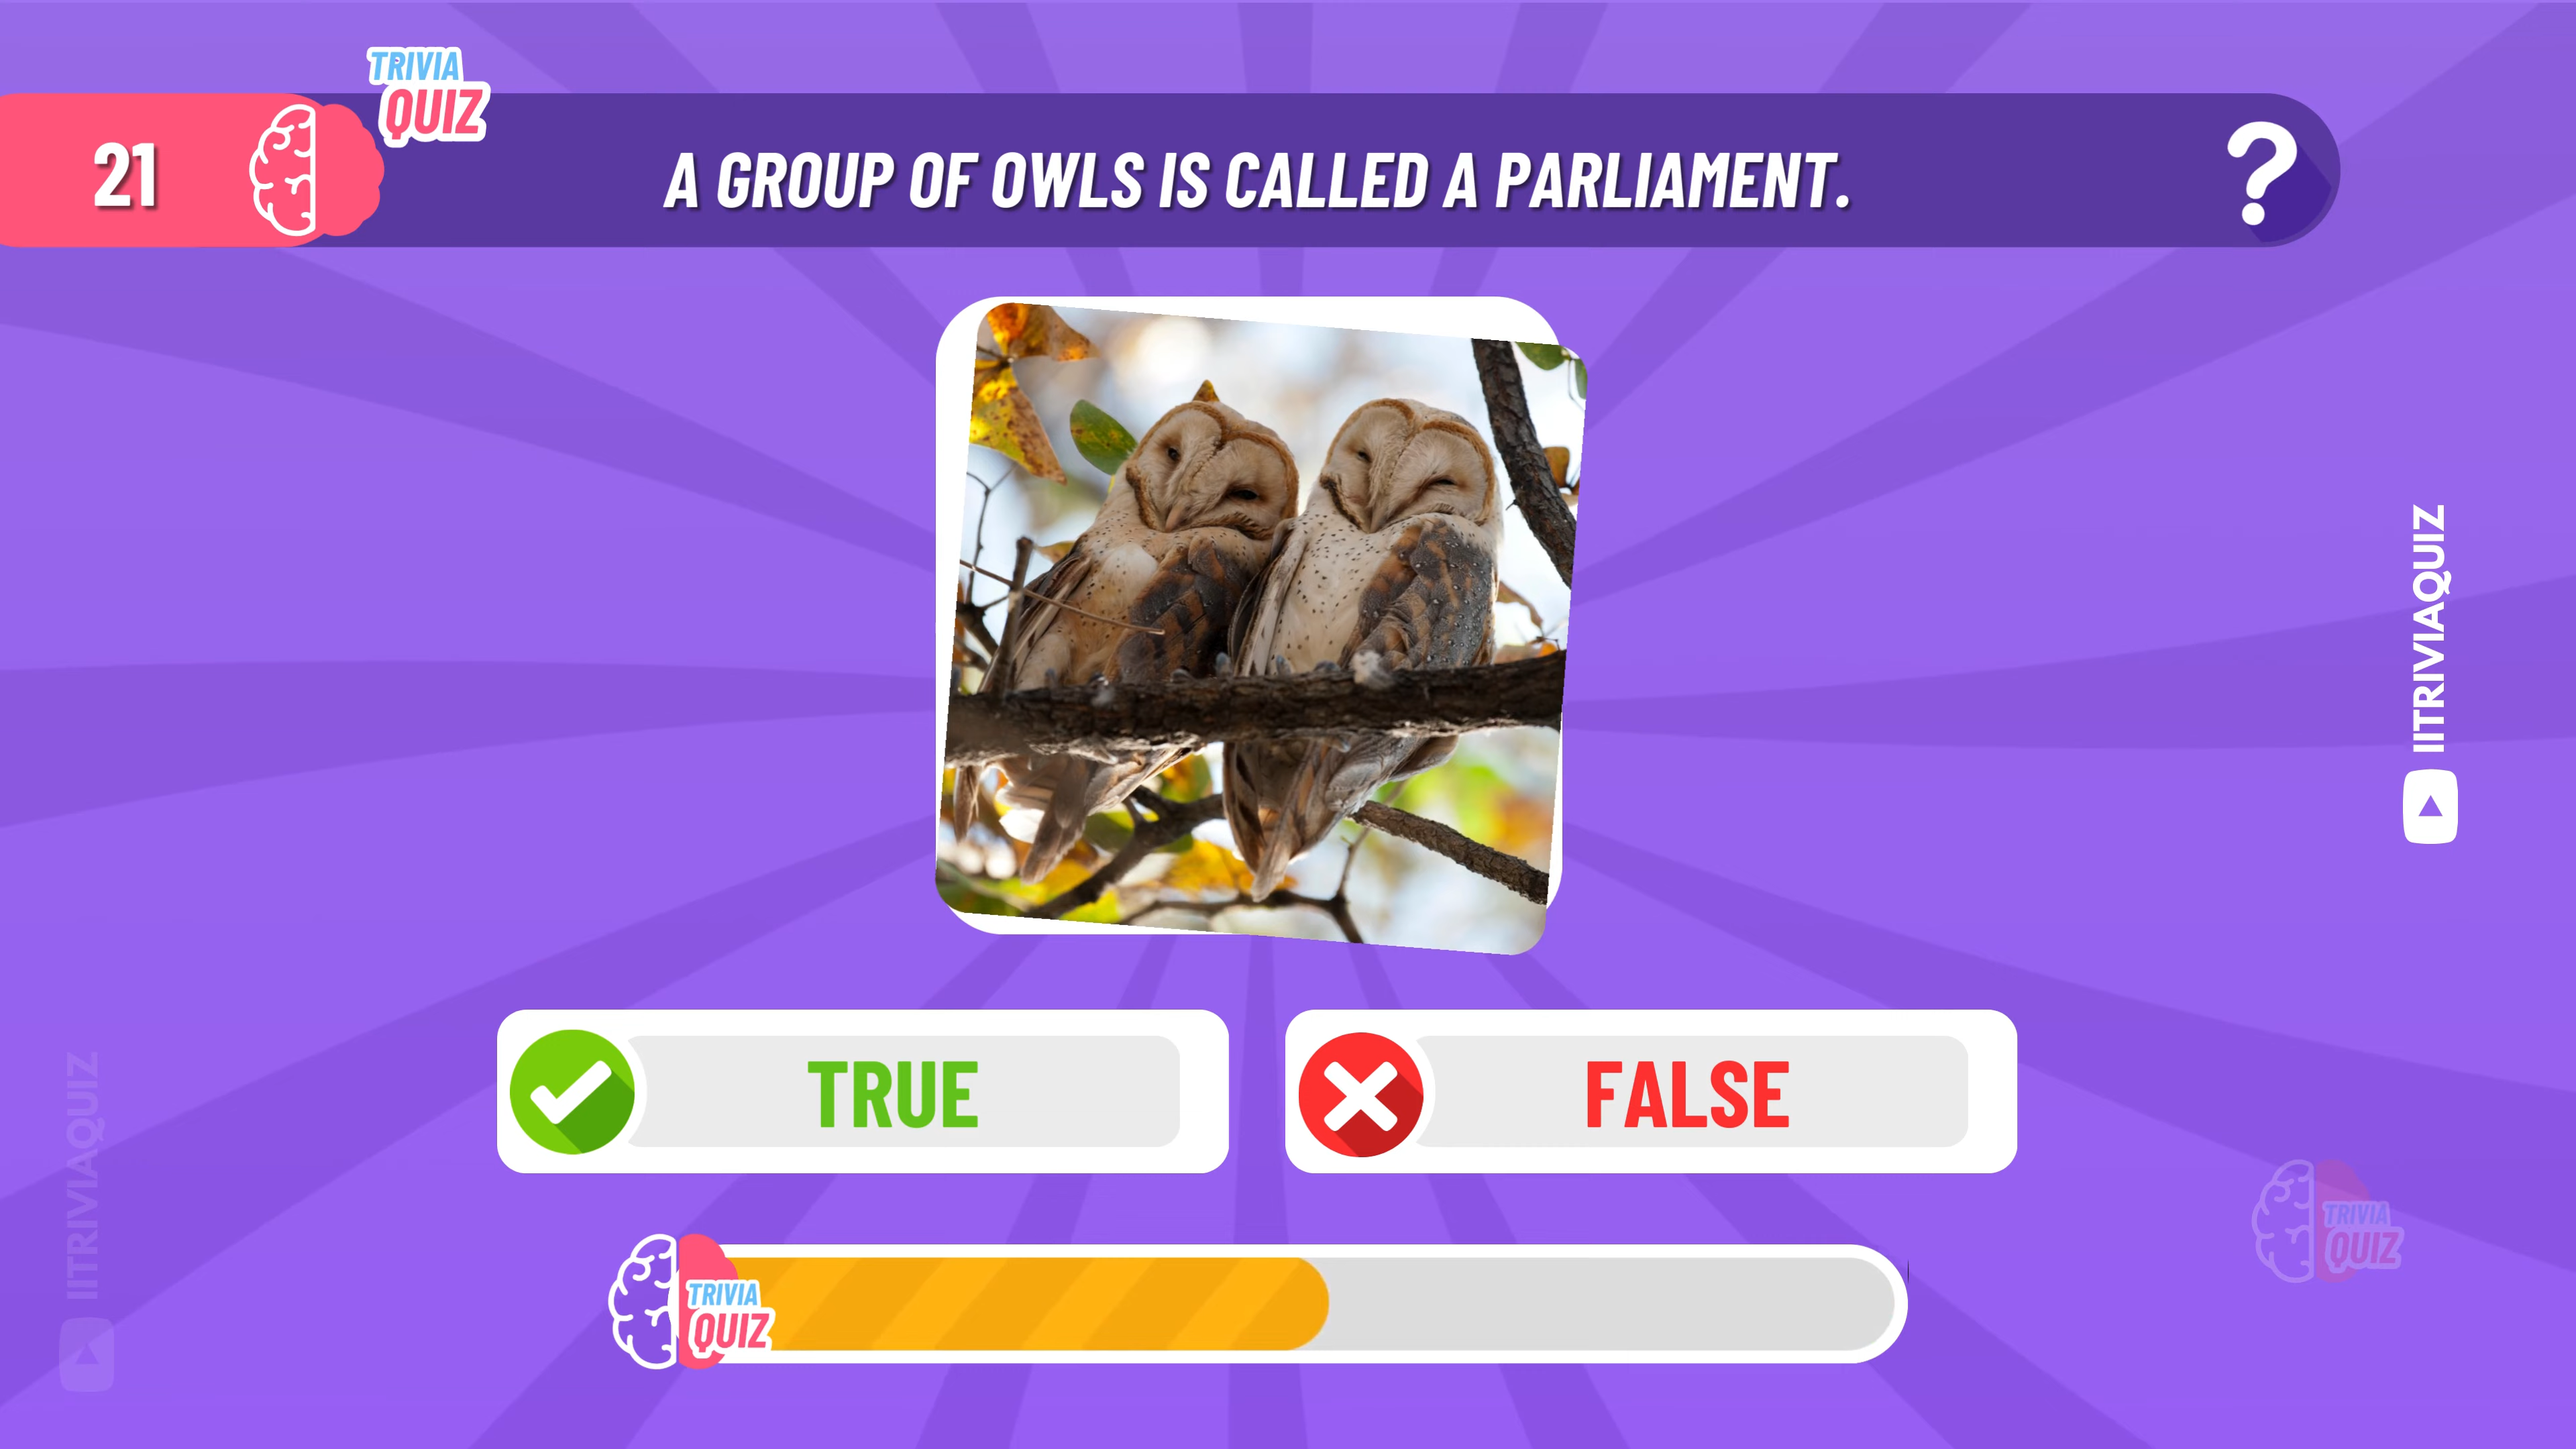 TRIVIA
QUIZ
21
A GROUP OF OWLS IS CALLED A PARLIAMENT.
?
IITRIVIAQUIZ
TRUE
FALSE
IITRIVIAQUIZ
TRIVIA
QUIZ
TRIVIA
QUIZ